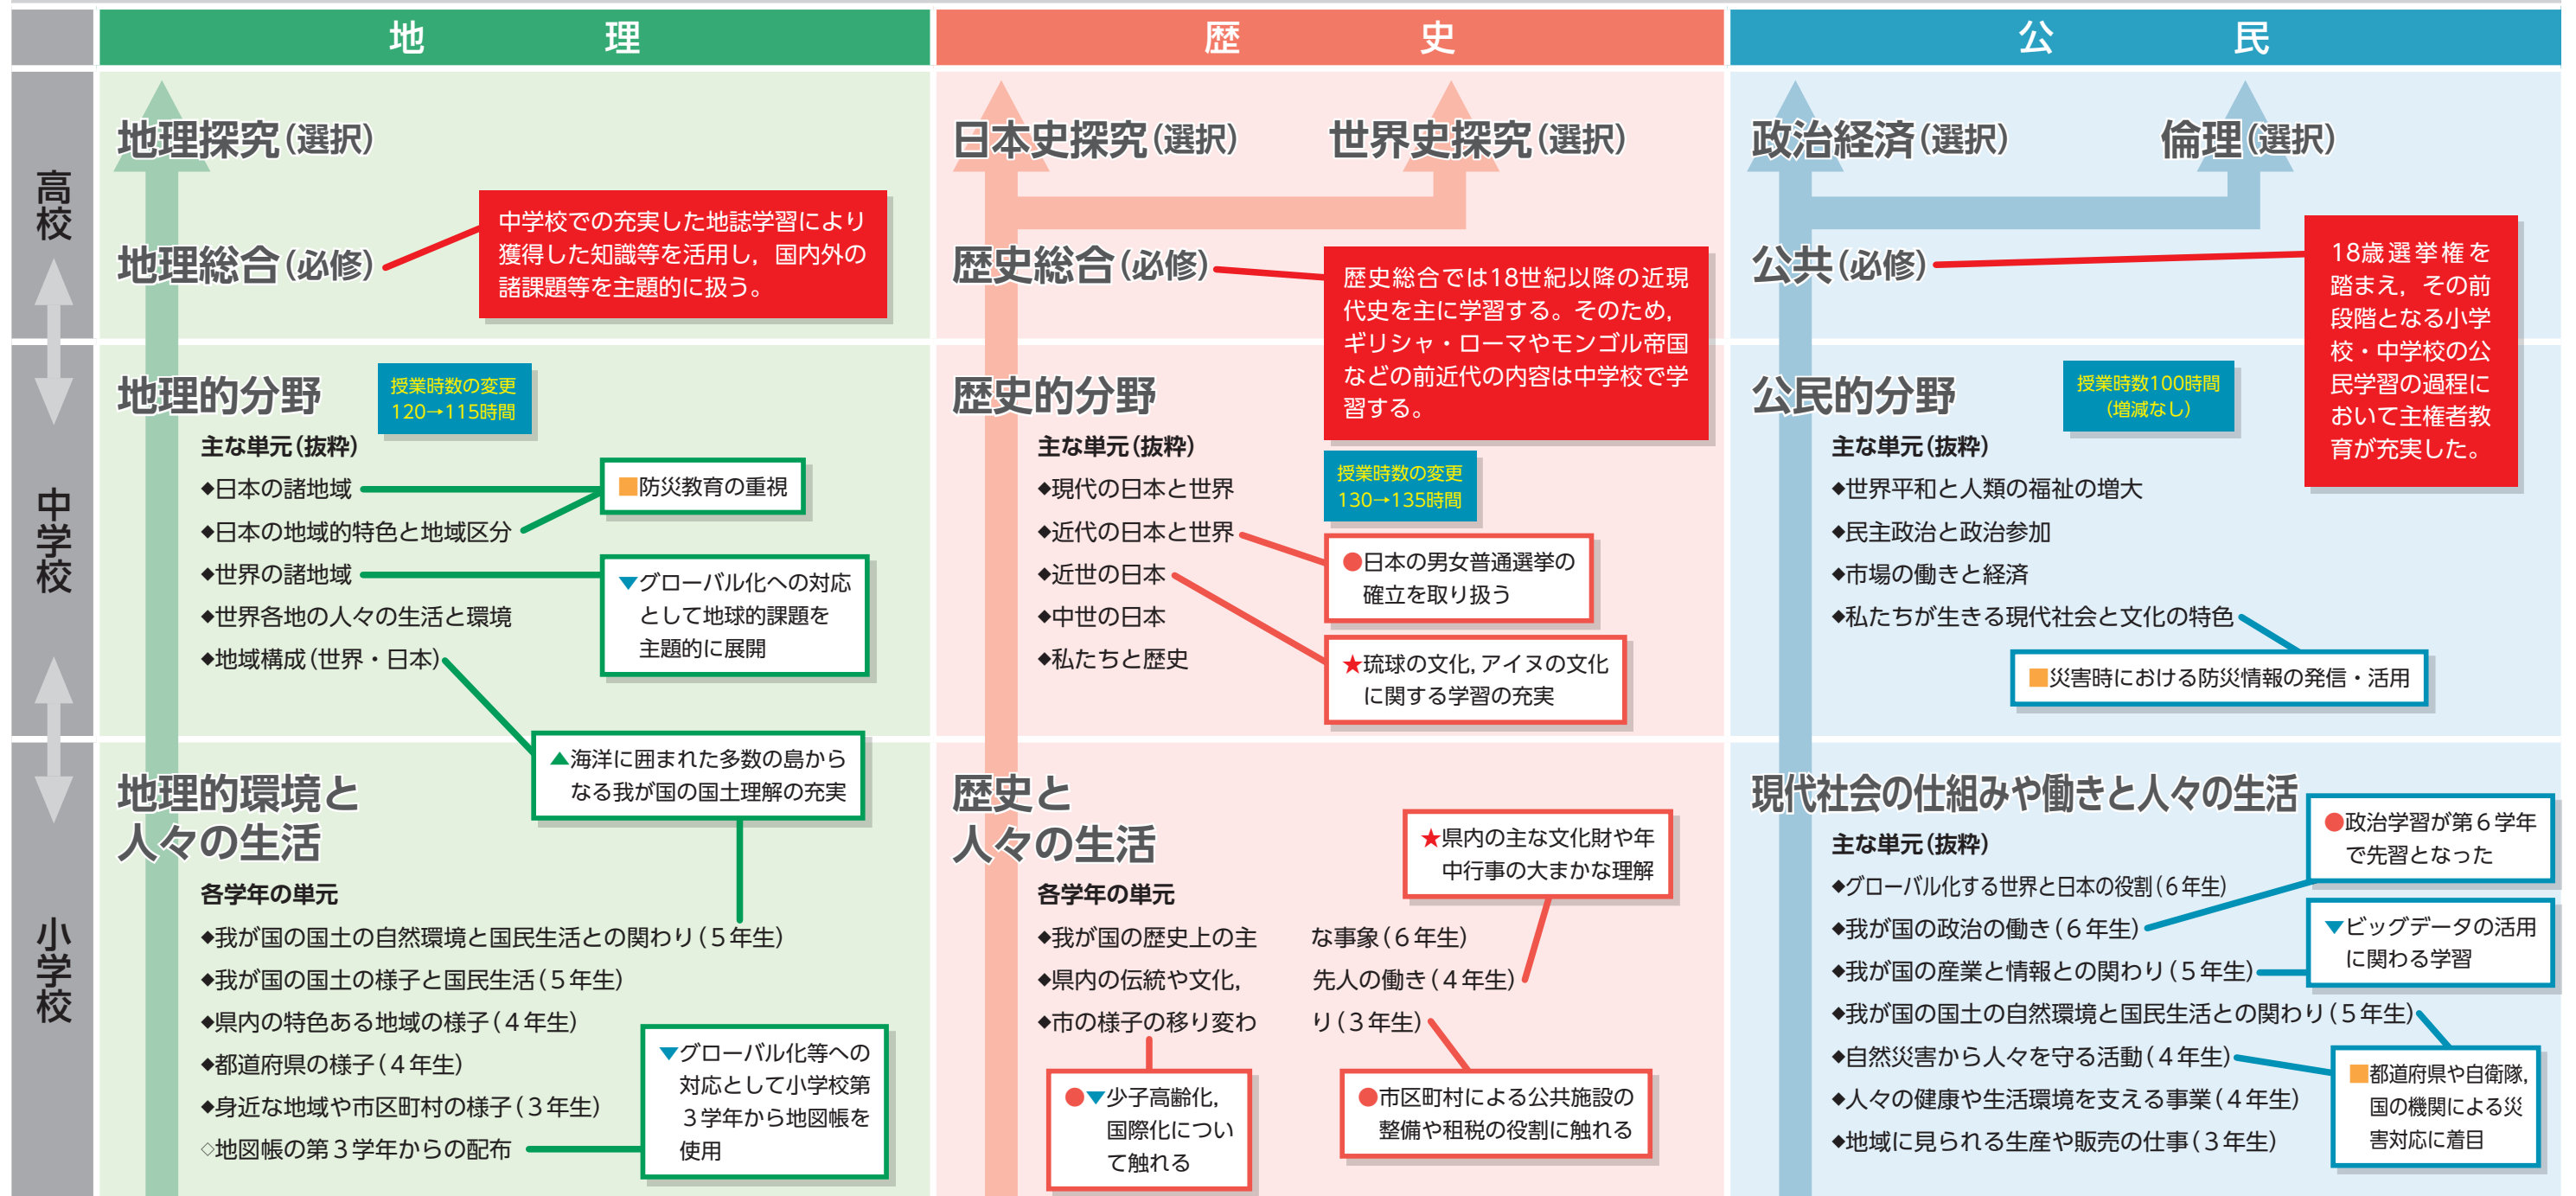 地理
歴史
公民
高校
中学校
小学校
地理探究(選択)
地理総合(必修)
中学校での充実した地誌学習により
獲得した知識等を活用し，国内外の
諸課題等を主題的に扱う。
地理的分野
授業時数の変更
120→115時間
主な単元(抜粋)
◆日本の諸地域
◆日本の地域的特色と地域区分
◆世界の諸地域
◆世界各地の人々の生活と環境
◆地域構成(世界・日本)
■防災教育の重視
▼グローバル化への対応
として地球的課題を
主題的に展開
▲海洋に囲まれた多数の島から
なる我が国の国土理解の充実
地理的環境と
人々の生活
各学年の単元
◆我が国の国土の自然環境と国民生活との関わり(５年生)
◆我が国の国土の様子と国民生活(５年生)
◆県内の特色ある地域の様子(４年生)
◆都道府県の様子(４年生)
◆身近な地域や市区町村の様子(３年生)
◇地図帳の第３学年からの配布
▼グローバル化等への
対応として小学校第
３学年から地図帳を
使用
日本史探究(選択)
世界史探究(選択)
歴史総合(必修)
歴史総合では18世紀以降の近現
代史を主に学習する。そのため，
ギリシャ・ローマやモンゴル帝国
などの前近代の内容は中学校で学
習する。
歴史的分野
主な単元(抜粋)
◆現代の日本と世界
◆近代の日本と世界
◆近世の日本
◆中世の日本
◆私たちと歴史
授業時数の変更
130→135時間
●日本の男女普通選挙の
確立を取り扱う
★琉球の文化，アイヌの文化
に関する学習の充実
歴史と
人々の生活
★県内の主な文化財や年
中行事の大まかな理解
各学年の単元
◆我が国の歴史上の主な事象(６年生)
◆県内の伝統や文化，先人の働き(４年生)
◆市の様子の移り変わり(３年生)
●▼少子高齢化，
国際化につい
て触れる
●市区町村による公共施設の
整備や租税の役割に触れる
政治経済(選択)
倫理(選択)
公共(必修)
18歳選挙権を
踏まえ，その前
段階となる小学
校・中学校の公
民学習の過程に
おいて主権者教
育が充実した。
公民的分野
授業時数100時間
(増減なし)
主な単元(抜粋)
◆世界平和と人類の福祉の増大
◆民主政治と政治参加
◆市場の働きと経済
◆私たちが生きる現代社会と文化の特色
■災害時における防災情報の発信・活用
現代社会の仕組みや働きと人々の生活
主な単元(抜粋)
◆グローバル化する世界と日本の役割(６年生)
◆我が国の政治の働き(６年生)
◆我が国の産業と情報との関わり(５年生)
◆我が国の国土の自然環境と国民生活との関わり(５年生)
◆自然災害から人々を守る活動(４年生)
◆人々の健康や生活環境を支える事業(４年生)
◆地域に見られる生産や販売の仕事(３年生)
●政治学習が第６学年
で先習となった
▼ビッグデータの活用
に関わる学習
■都道府県や自衛隊，
国の機関による災
害対応に着目